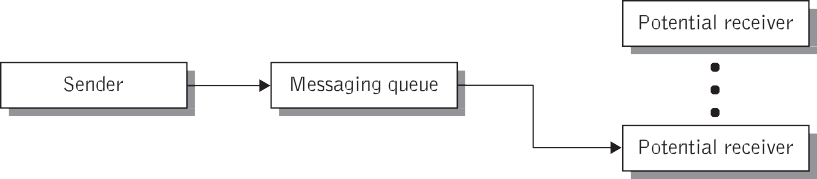 Potential receiver
Sender
Messaging queue
Potential receiver